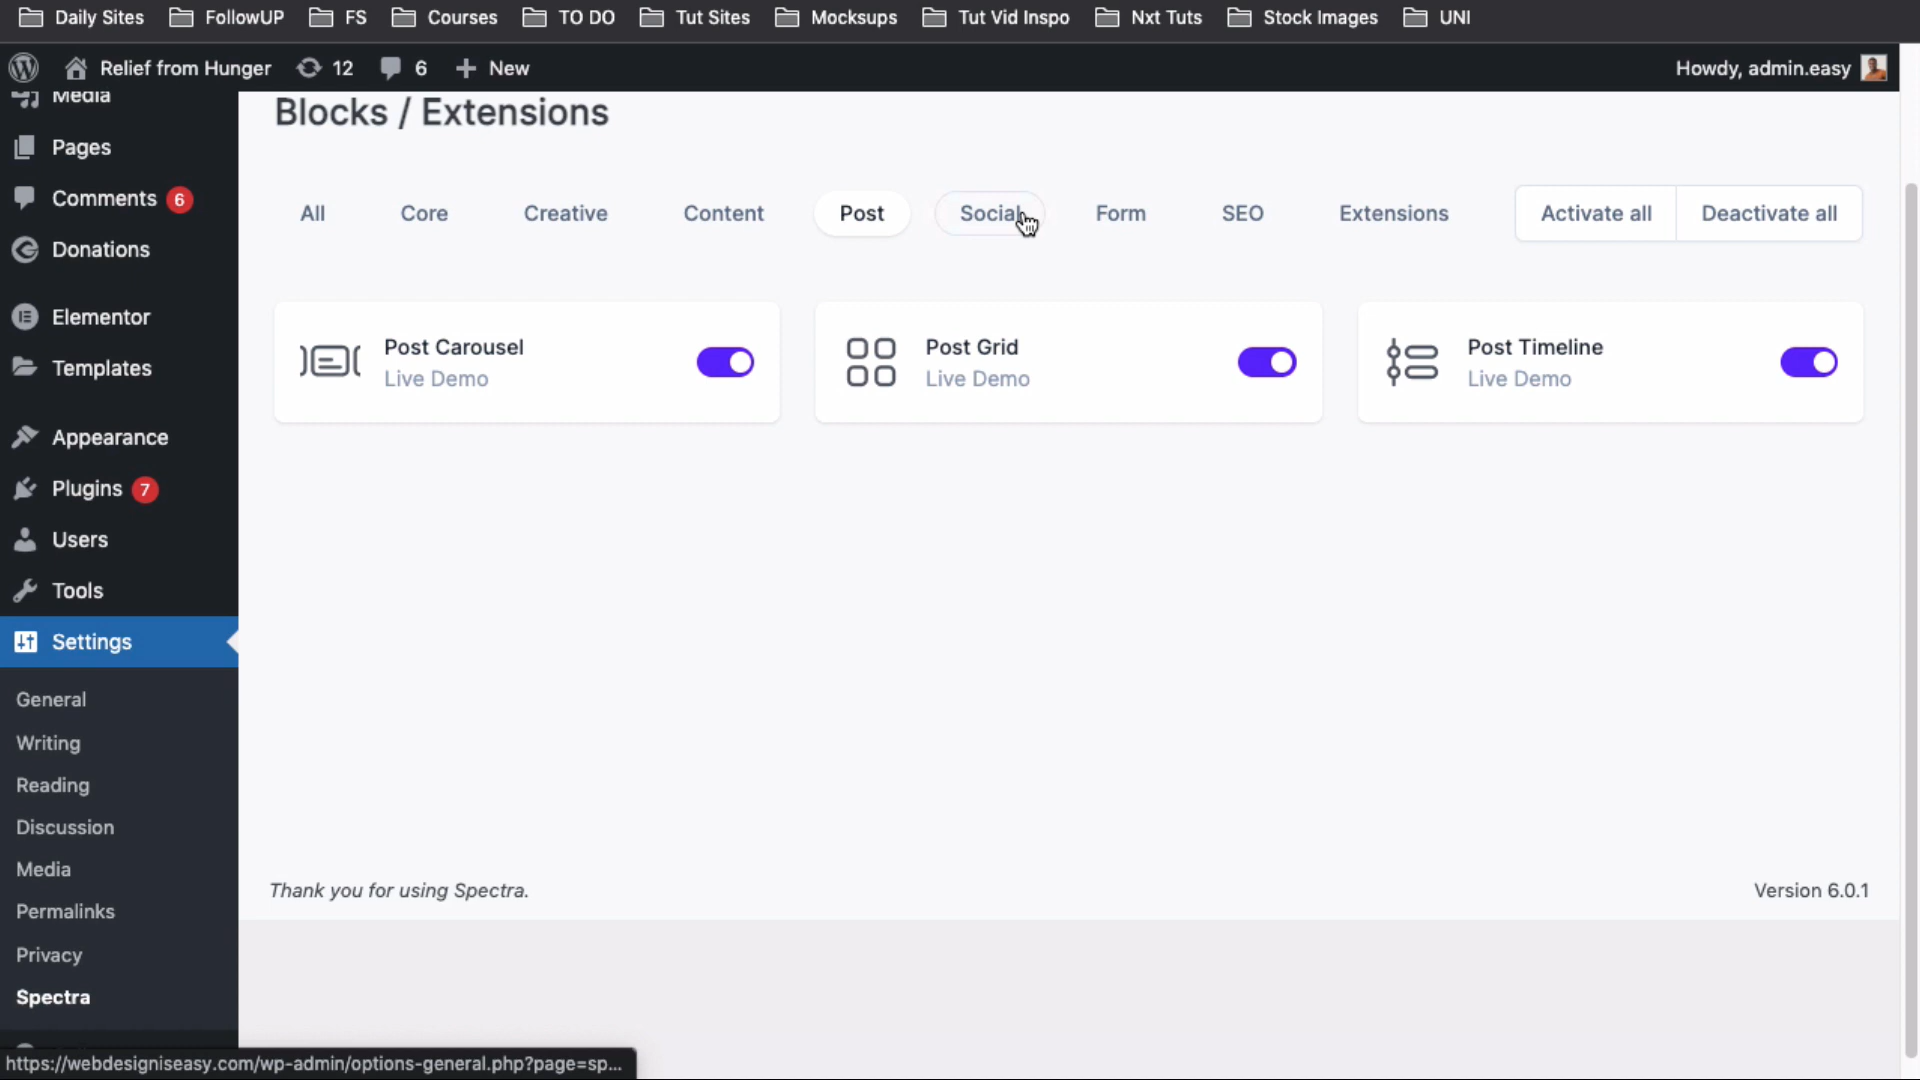 Daily Sites FollowUP FS Courses TO DO Tut Sites Mocksups Tut Vid Inspo Nxt Tuts Stock Images UNI
Relief from Hunger 12 6 New Howdy, admin.easy
Media
Pages
Comments 6
Donations
Elementor
Templates
Appearance
Plugins 7
Users
Tools
Settings
General
Writing
Reading
Discussion
Media
Permalinks
Privacy
Spectra
Blocks / Extensions
All Core Creative Content Post Social Form SEO Extensions Activate all Deactivate all
Post Carousel
Live Demo
Post Grid
Live Demo
Post Timeline
Live Demo
Thank you for using Spectra. Version 6.0.1
https://webdesigniseasy.com/wp-admin/options-general.php?page=sp...